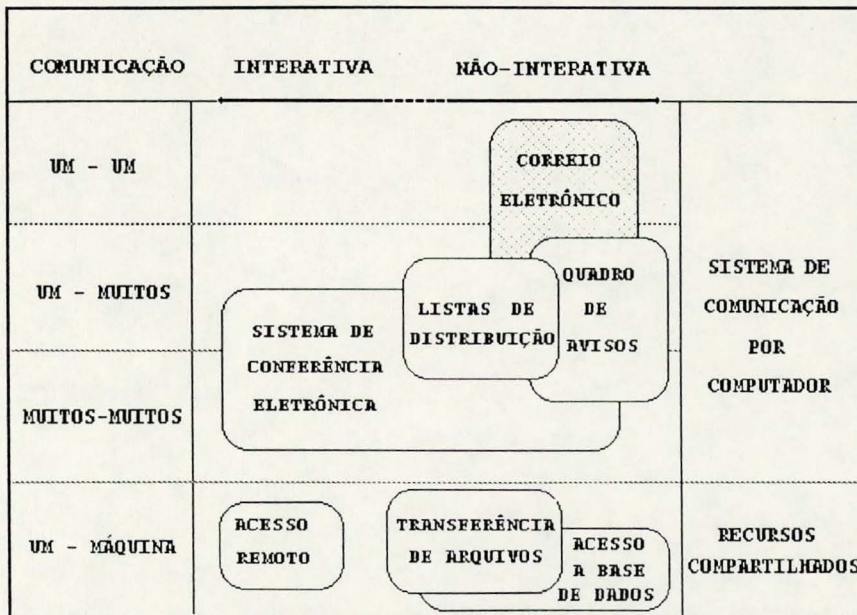 COMUNICAÇÃO INTERATIVA NÃO-INTERATIVA
UM - UM
CORREIO
ELETRÔNICO
UM - MUITOS
LISTAS DE
DISTRIBUIÇÃO
QUADRO
DE
AVISOS
SISTEMA DE
CONFERÊNCIA
ELETRÔNICA
MUITOS-MUITOS
SISTEMA DE
COMUNICAÇÃO
POR
COMPUTADOR
UM - MÁQUINA
ACESSO
REMOTO
TRANSFERÊNCIA
DE ARQUIVOS
ACESSO
A BASE
DE DADOS
RECURSOS
COMPARTILHADOS